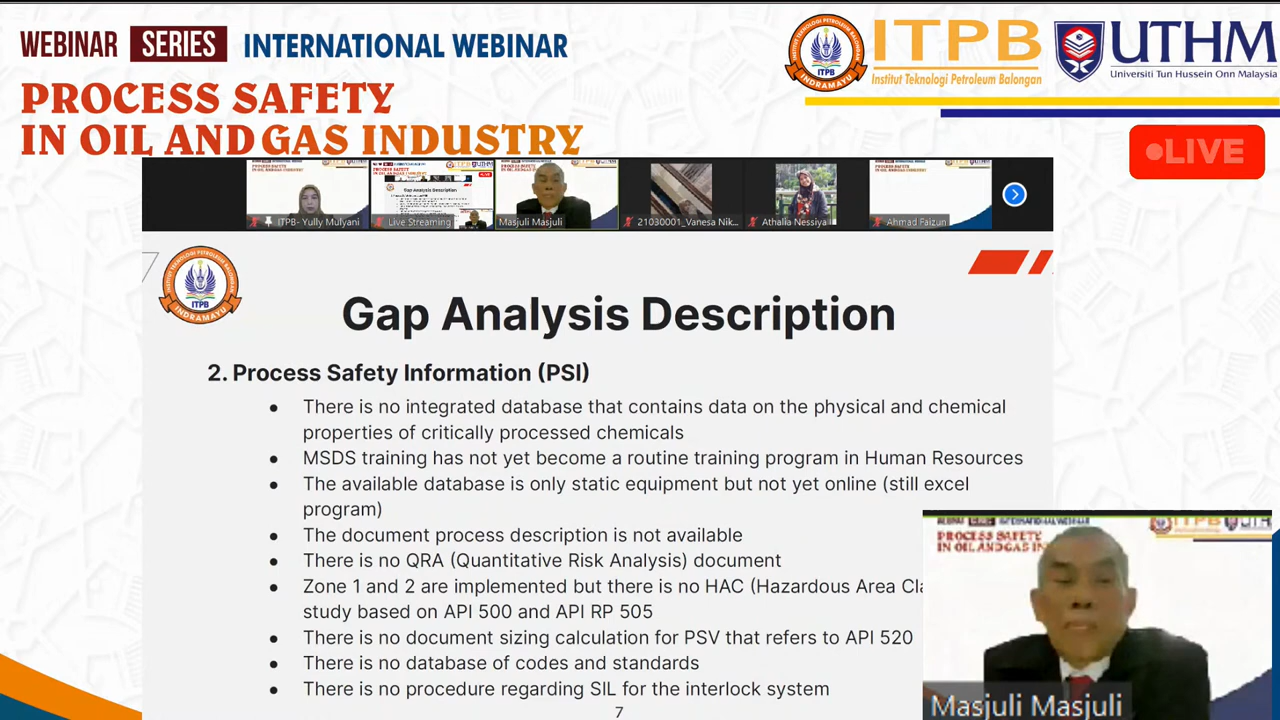 WEBINAR SERIES INTERNATIONAL WEBINAR
PROCESS SAFETY
IN OIL AND GAS INDUSTRY
ITPB
Institut Teknologi Petroleum Balongan
UTHM
Universiti Tun Hussein Onn Malaysia
LIVE
ITPB- Yully Mulyani
Live Streaming
Masjuli Masjuli
21030001_Vanesa Nik...
Athalia Nessiya
Ahmad Faizun
ITPB
INDRAMAYU
Gap Analysis Description
2. Process Safety Information (PSI)
● There is no integrated database that contains data on the physical and chemical
properties of critically processed chemicals
● MSDS training has not yet become a routine training program in Human Resources
● The available database is only static equipment but not yet online (still excel
program)
● The document process description is not available
● There is no QRA (Quantitative Risk Analysis) document
● Zone 1 and 2 are implemented but there is no HAC (Hazardous Area Cla
study based on API 500 and API RP 505
● There is no document sizing calculation for PSV that refers to API 520
● There is no database of codes and standards
● There is no procedure regarding SIL for the interlock system
7
Masjuli Masjuli